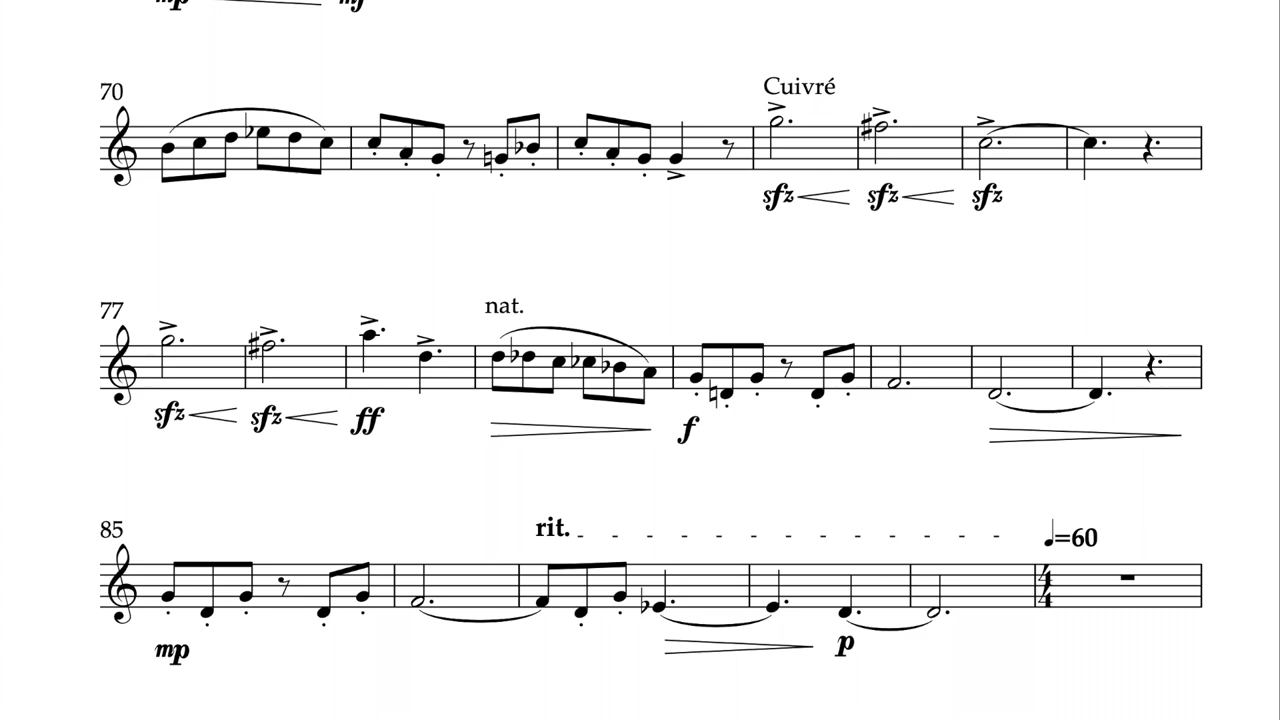 mp mf
70 Cuivré
sfz sfz sfz
77 nat.
sfz sfz ff f
85 rit. ♩=60
4/4
mp p